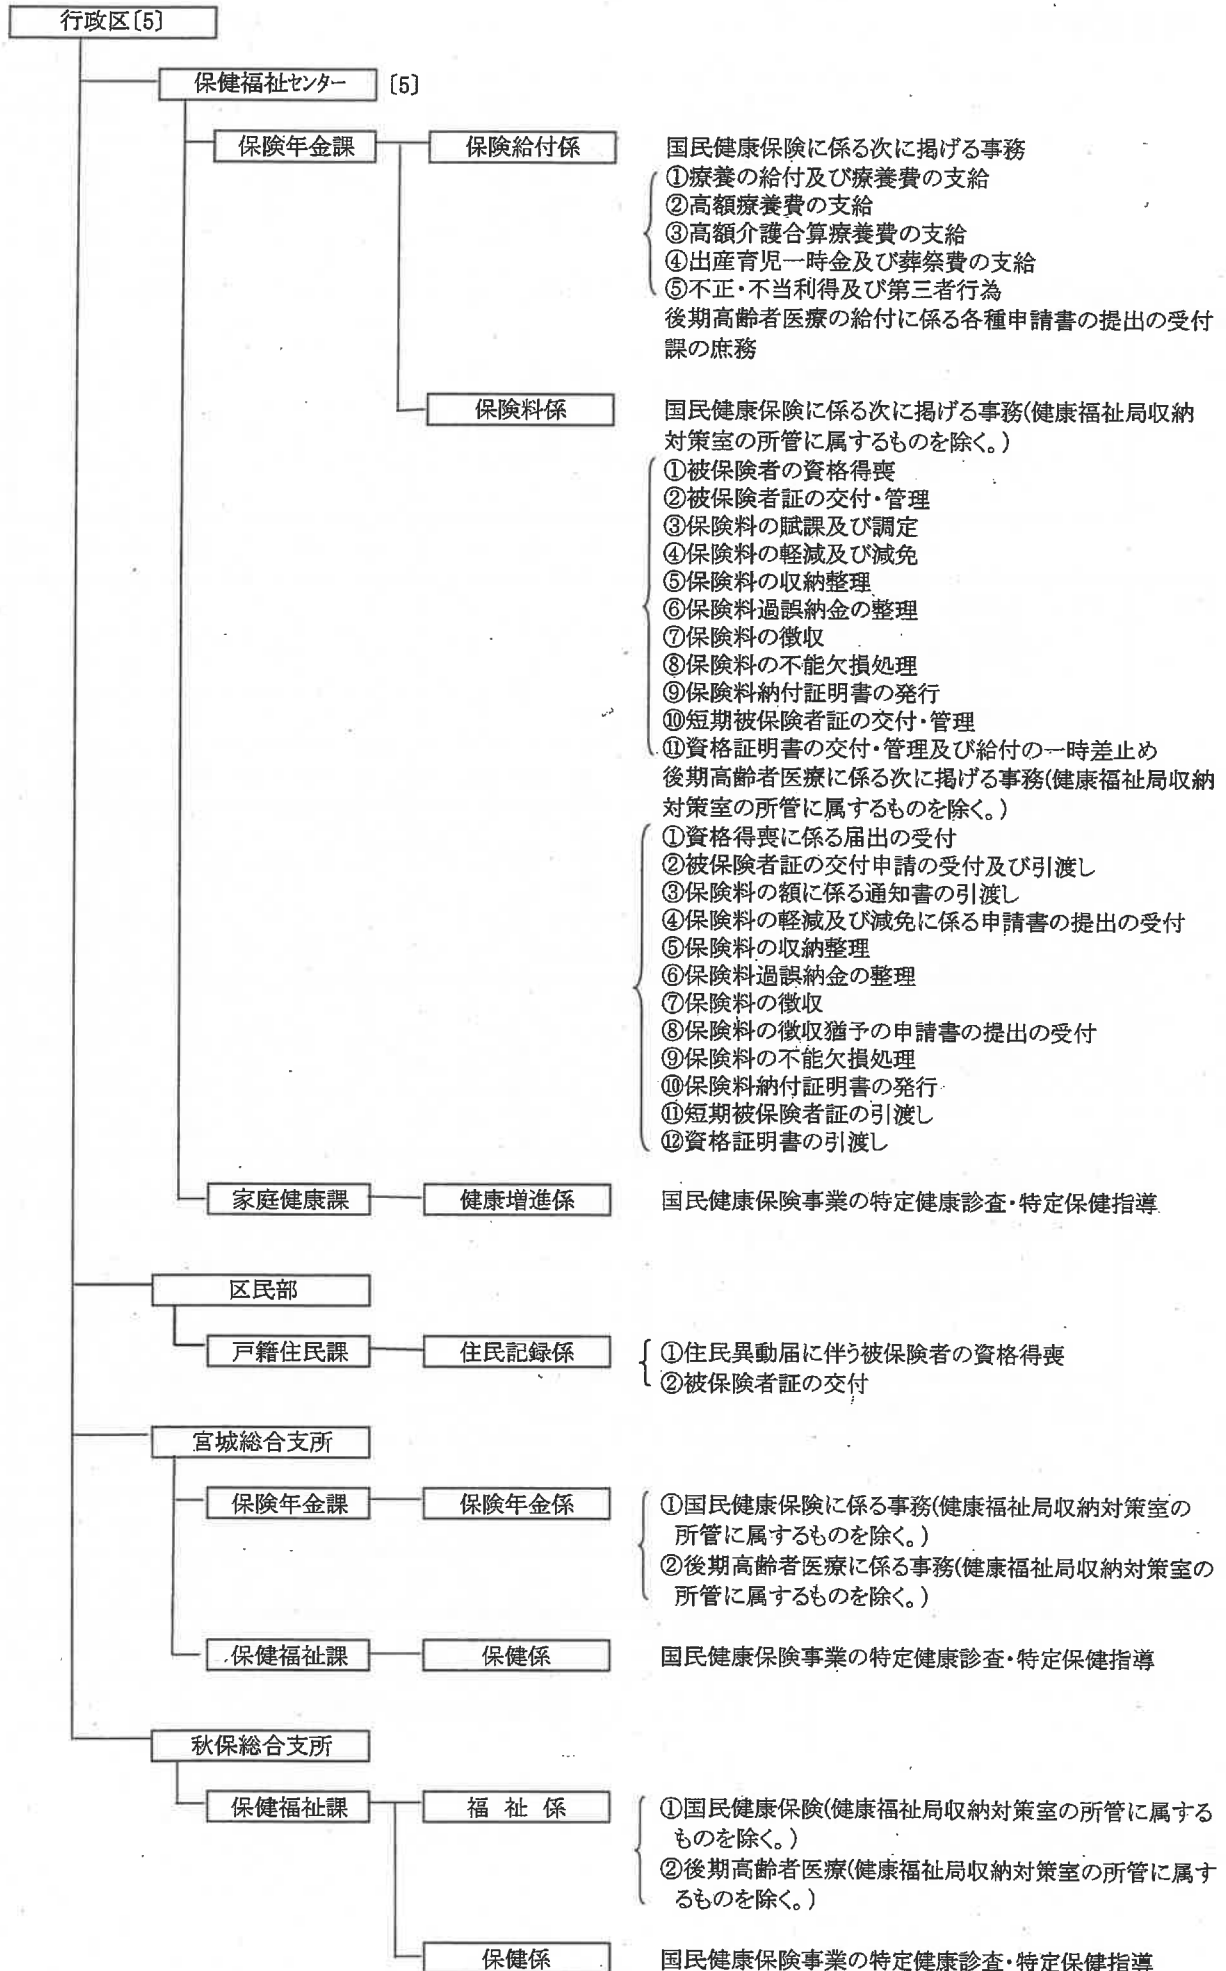 行政区〔5〕
保健福祉センター 〔5〕
保険年金課 保険給付係 国民健康保険に係る次に掲げる事務
①療養の給付及び療養費の支給
②高額療養費の支給
③高額介護合算療養費の支給
④出産育児一時金及び葬祭費の支給
⑤不正・不当利得及び第三者行為
後期高齢者医療の給付に係る各種申請書の提出の受付
課の庶務
保険料係 国民健康保険に係る次に掲げる事務(健康福祉局収納
対策室の所管に属するものを除く。)
①被保険者の資格得喪
②被保険者証の交付・管理
③保険料の賦課及び調定
④保険料の軽減及び減免
⑤保険料の収納整理
⑥保険料過誤納金の整理
⑦保険料の徴収
⑧保険料の不能欠損処理
⑨保険料納付証明書の発行
⑩短期被保険者証の交付・管理
⑪資格証明書の交付・管理及び給付の一時差止め
後期高齢者医療に係る次に掲げる事務(健康福祉局収納
対策室の所管に属するものを除く。)
①資格得喪に係る届出の受付
②被保険者証の交付申請の受付及び引渡し
③保険料の額に係る通知書の引渡し
④保険料の軽減及び減免に係る申請書の提出の受付
⑤保険料の収納整理
⑥保険料過誤納金の整理
⑦保険料の徴収
⑧保険料の徴収猶予の申請書の提出の受付
⑨保険料の不能欠損処理
⑩保険料納付証明書の発行
⑪短期被保険者証の引渡し
⑫資格証明書の引渡し
家庭健康課 健康増進係 国民健康保険事業の特定健康診査・特定保健指導
区民部
戸籍住民課 住民記録係 ①住民異動届に伴う被保険者の資格得喪
②被保険者証の交付
宮城総合支所
保険年金課 保険年金係 ①国民健康保険に係る事務(健康福祉局収納対策室の
所管に属するものを除く。)
②後期高齢者医療に係る事務(健康福祉局収納対策室の
所管に属するものを除く。)
保健福祉課 保健係 国民健康保険事業の特定健康診査・特定保健指導
秋保総合支所
保健福祉課 福祉係 ①国民健康保険(健康福祉局収納対策室の所管に属する
ものを除く。)
②後期高齢者医療(健康福祉局収納対策室の所管に属す
るものを除く。)
保健係 国民健康保険事業の特定健康診査・特定保健指導